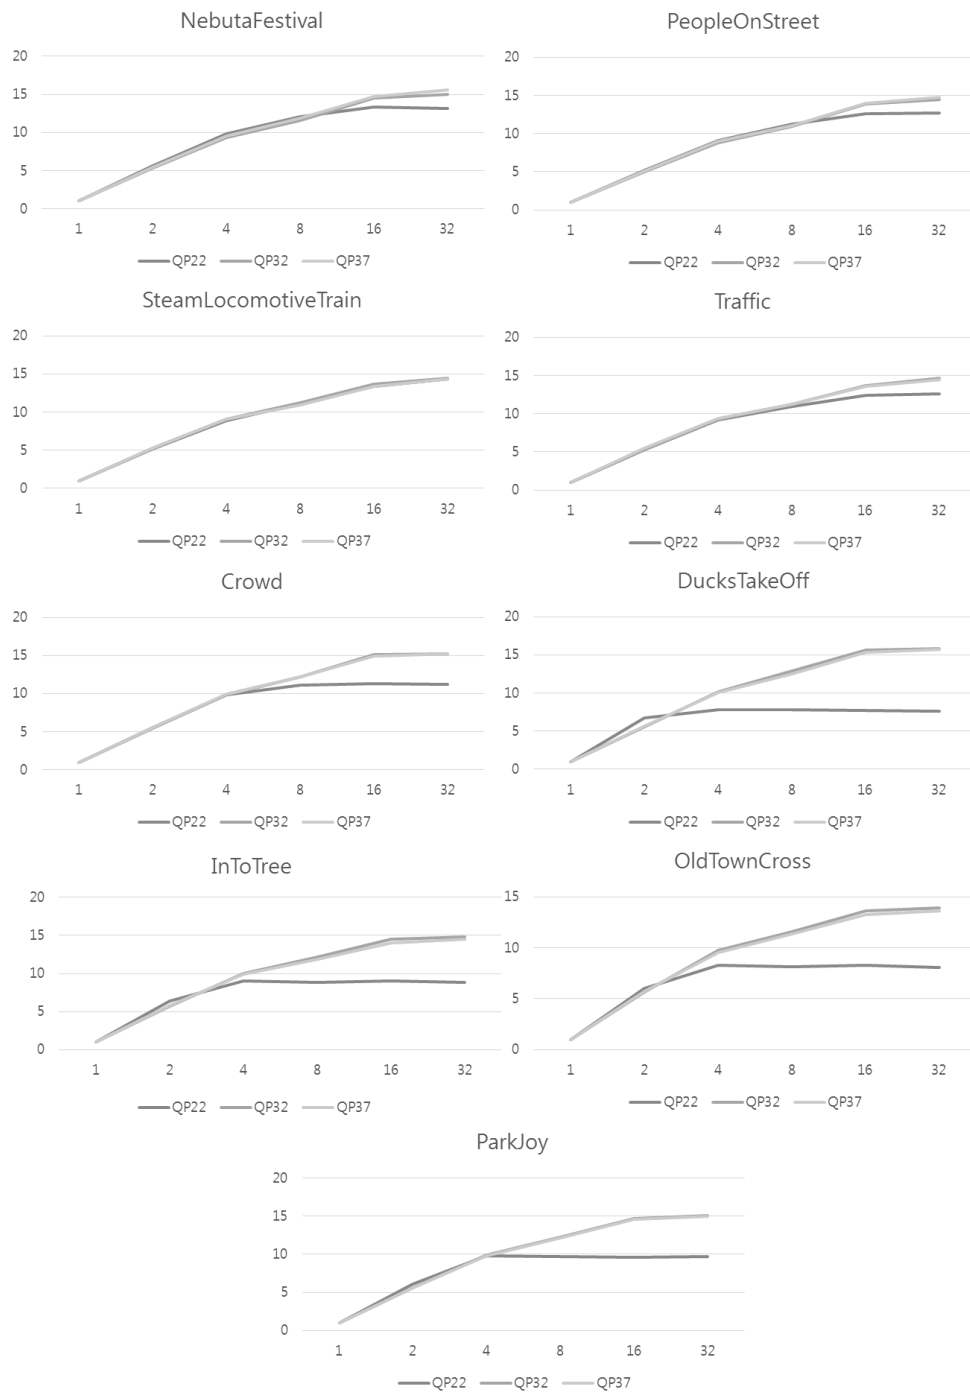 NebutaFestival
20
15
10
5
0
1 2 4 8 16 32
QP22 QP32 QP37
PeopleOnStreet
20
15
10
5
0
1 2 4 8 16 32
QP22 QP32 QP37
SteamLocomotiveTrain
20
15
10
5
0
1 2 4 8 16 32
QP22 QP32 QP37
Traffic
20
15
10
5
0
1 2 4 8 16 32
QP22 QP32 QP37
Crowd
20
15
10
5
0
1 2 4 8 16 32
QP22 QP32 QP37
DucksTakeOff
20
15
10
5
0
1 2 4 8 16 32
QP22 QP32 QP37
InToTree
20
15
10
5
0
1 2 4 8 16 32
QP22 QP32 QP37
OldTownCross
15
10
5
0
1 2 4 8 16 32
QP22 QP32 QP37
ParkJoy
20
15
10
5
0
1 2 4 8 16 32
QP22 QP32 QP37